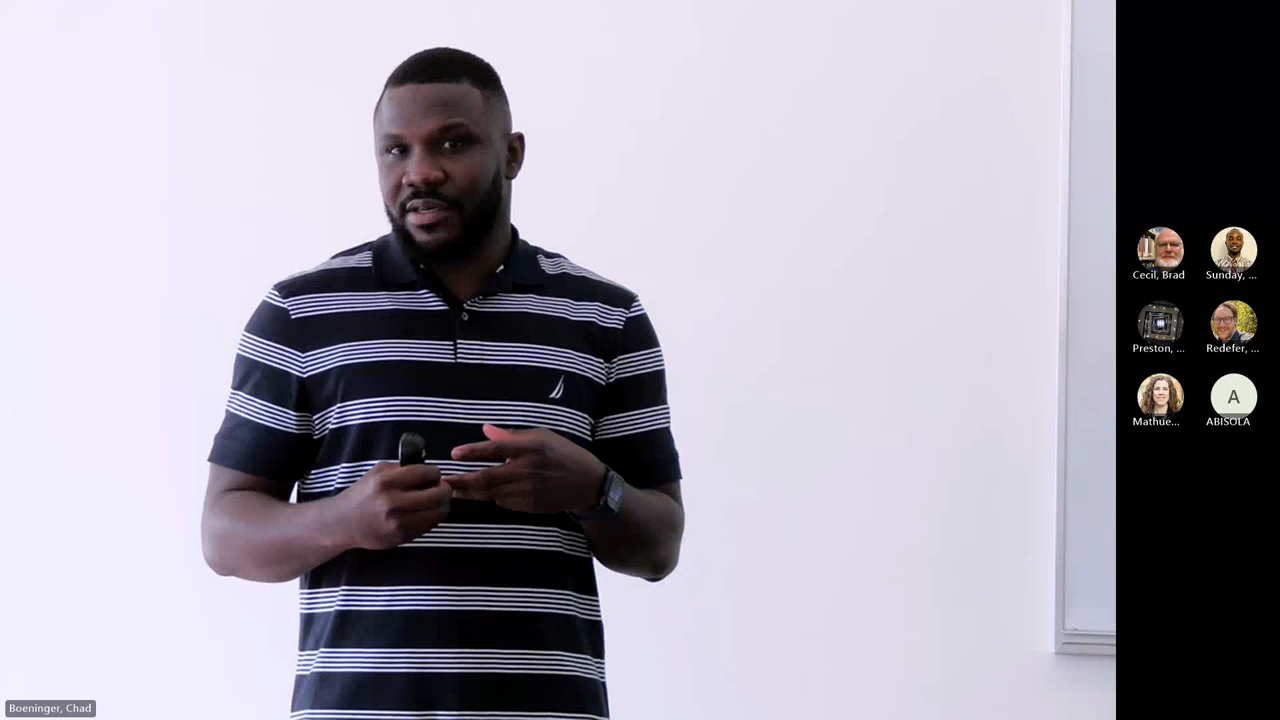 Cecil, Brad
Sunday, ...
Preston, ...
Redefer, ...
Mathue...
A
ABISOLA
Boeninger, Chad